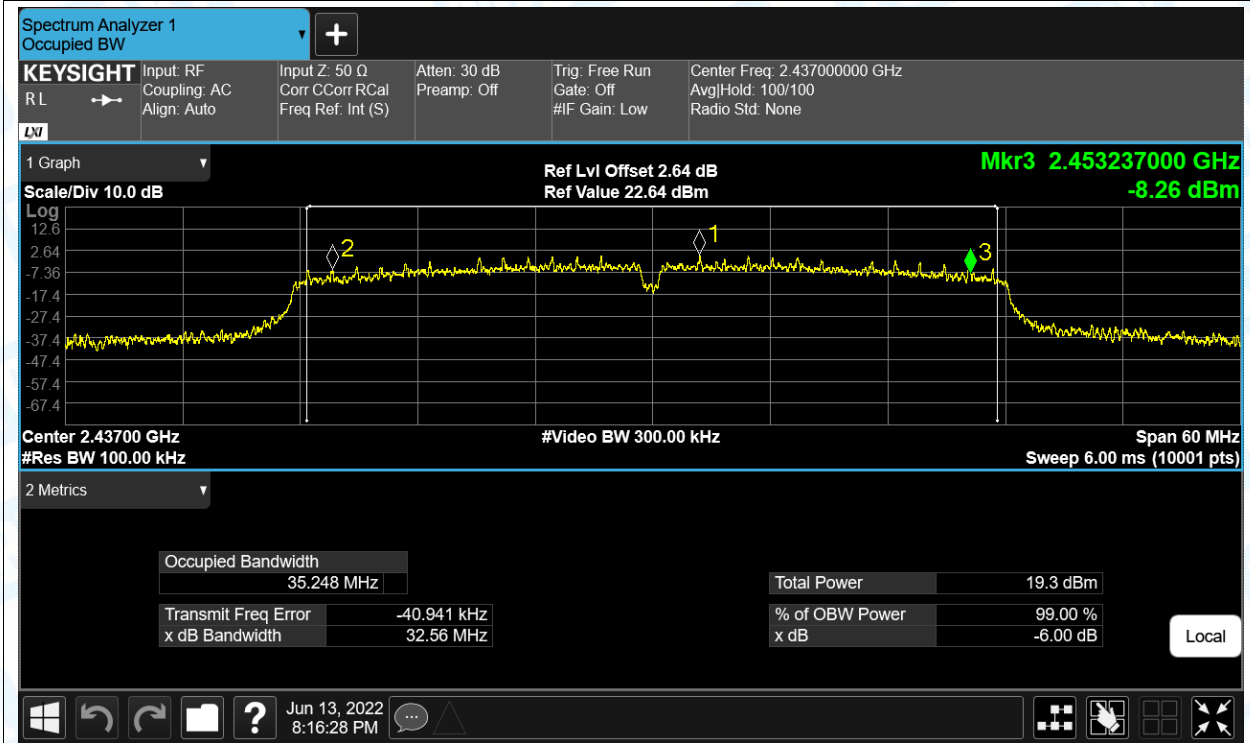 Spectrum Analyzer 1
Occupied BW
▼
+
KEYSIGHT
R L
LXI
Input: RF
Coupling: AC
Align: Auto
Input Z: 50 Ω
Corr CCorr RCal
Freq Ref: Int (S)
Atten: 30 dB
Preamp: Off
Trig: Free Run
Gate: Off
#IF Gain: Low
Center Freq: 2.437000000 GHz
Avg|Hold: 100/100
Radio Std: None
1 Graph ▼
Scale/Div 10.0 dB
Ref Lvl Offset 2.64 dB
Ref Value 22.64 dBm
Mkr3 2.453237000 GHz
-8.26 dBm
Log
12.6
2.64
-7.36
-17.4
-27.4
-37.4
-47.4
-57.4
-67.4
2
1
3
Center 2.43700 GHz #Video BW 300.00 kHz Span 60 MHz
#Res BW 100.00 kHz Sweep 6.00 ms (10001 pts)
2 Metrics ▼
Occupied Bandwidth
35.248 MHz
Transmit Freq Error -40.941 kHz
x dB Bandwidth 32.56 MHz
Total Power 19.3 dBm
% of OBW Power 99.00 %
x dB -6.00 dB
Local
?
Jun 13, 2022
8:16:28 PM